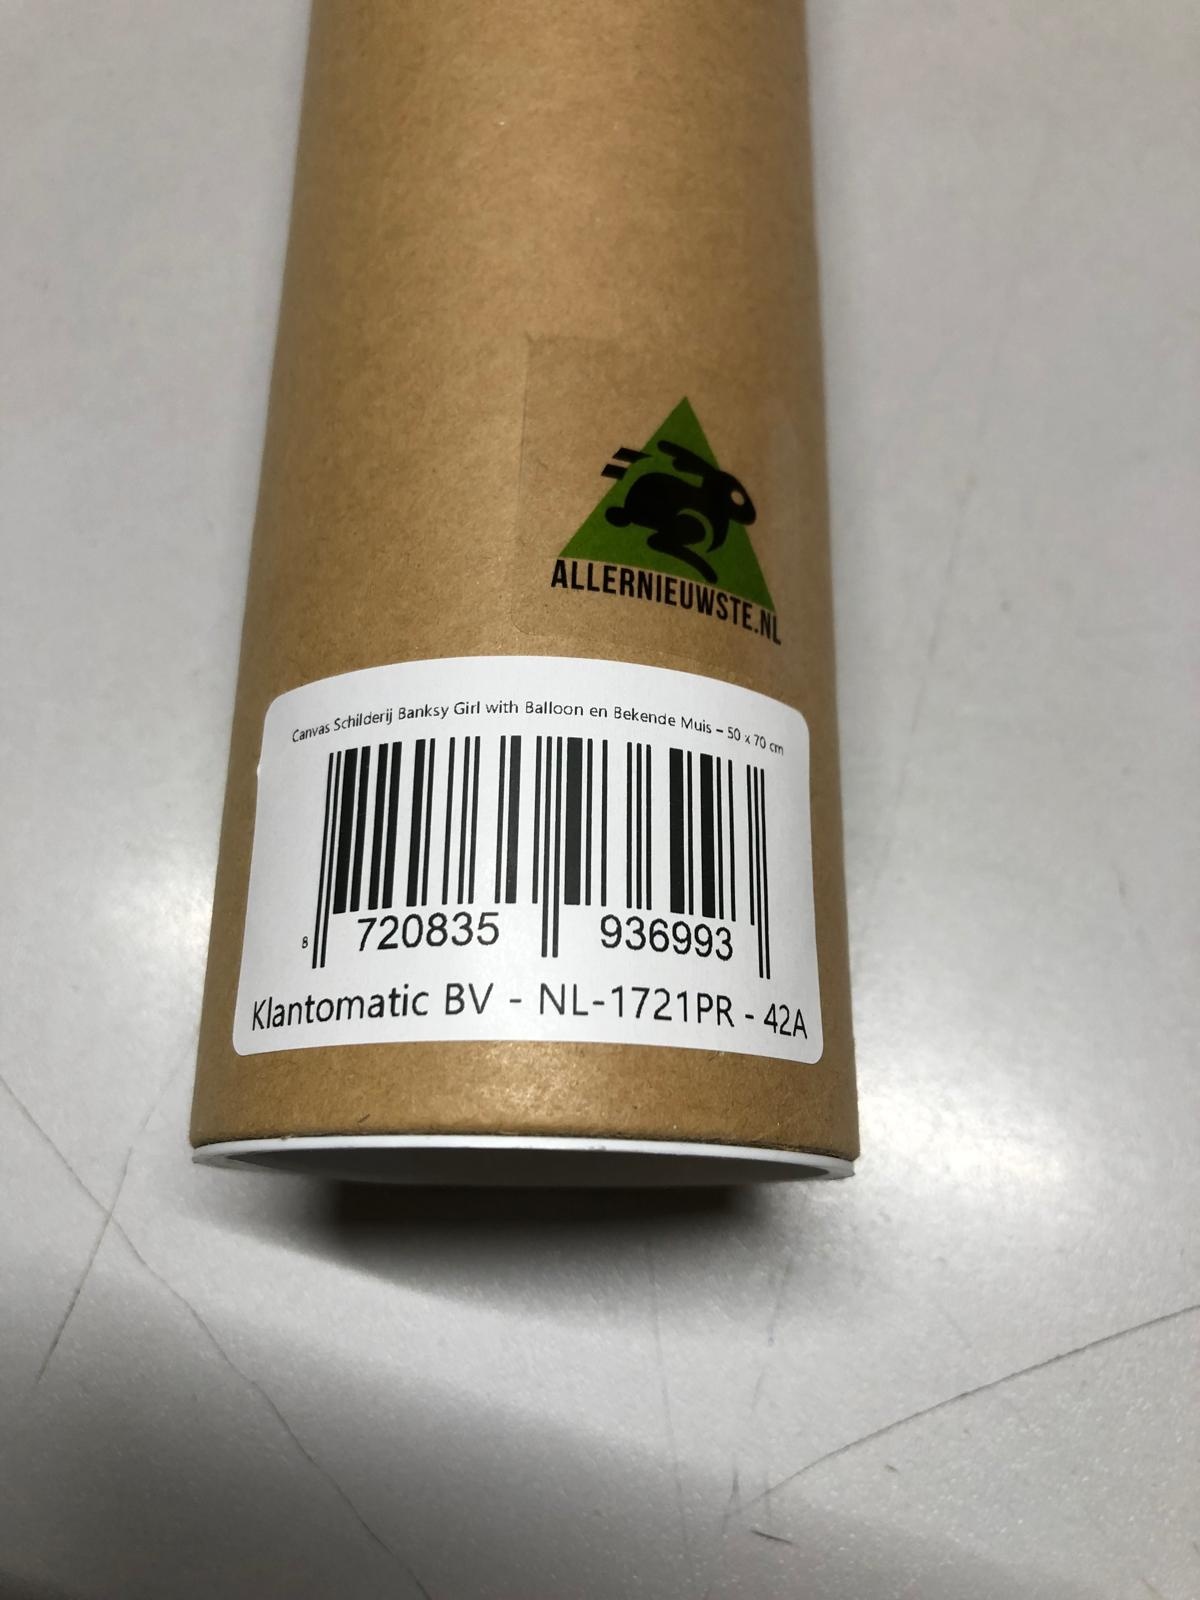 ALLERNIEUWSTE.NL
Canvas Schilderij Banksy Girl with Balloon en Bekende Muis – 50 x 70 cm
8 720835 936993
Klantomatic BV - NL-1721PR - 42A